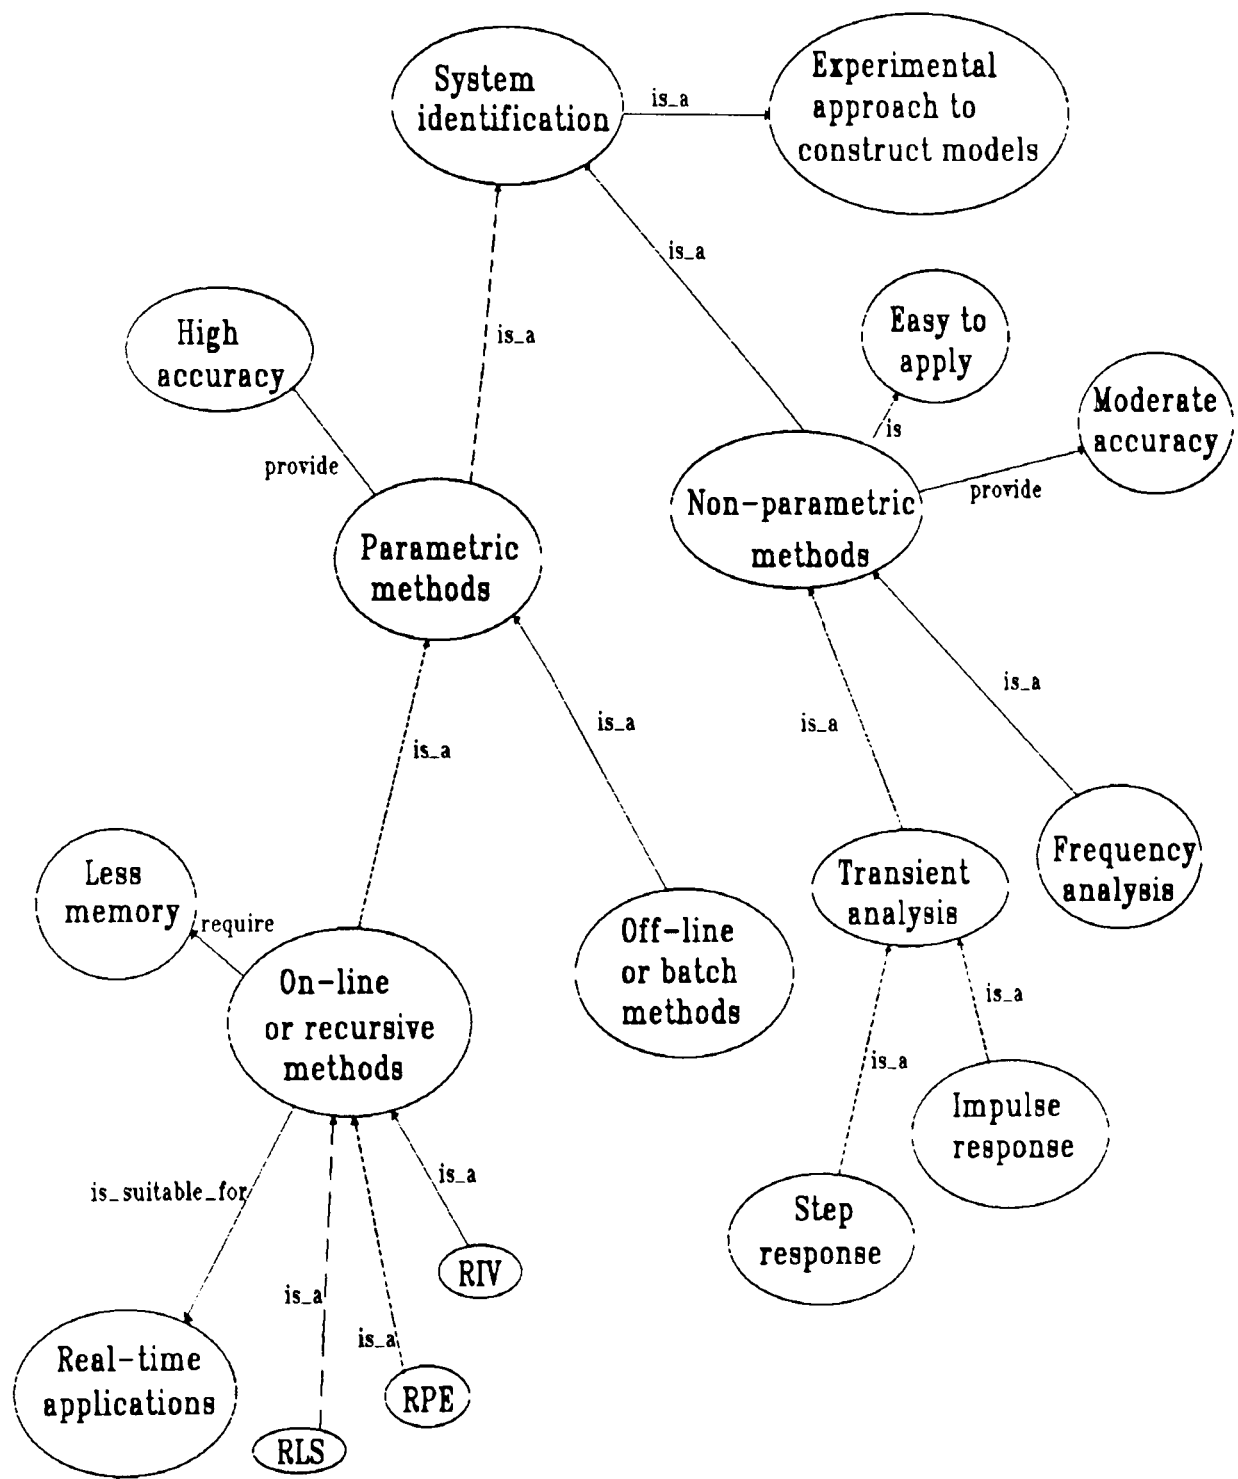 System
identification
is_a
Experimental
approach to
construct models
is_a
is_a
High
accuracy
provide
Easy to
apply
is
Moderate
accuracy
provide
Parametric
methods
Non-parametric
methods
is_a
is_a
is_a
is_a
Less
memory
require
On-line
or recursive
methods
Off-line
or batch
methods
Transient
analysis
Frequency
analysis
is_a
is_a
Impulse
response
Step
response
is_suitable_for
is_a
is_a
is_a
RIV
Real-time
applications
RPE
RLS